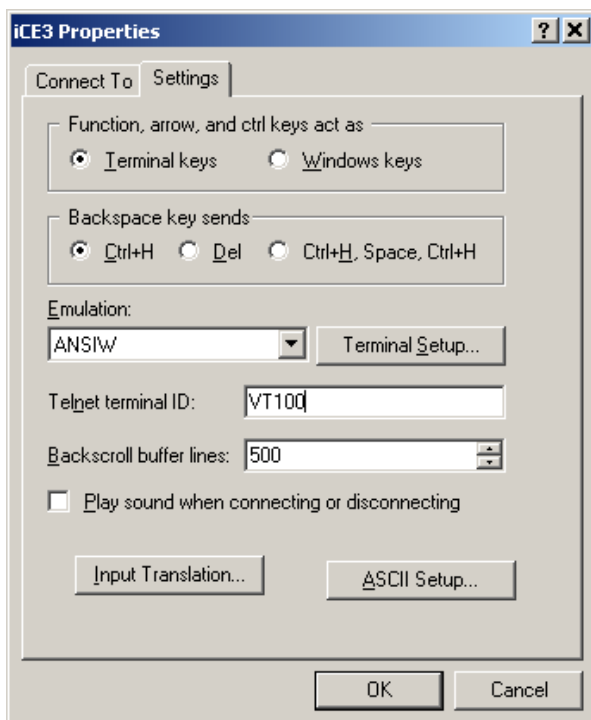 iCE3 Properties
Connect To Settings
Function, arrow, and ctrl keys act as
Terminal keys Windows keys
Backspace key sends
Ctrl+H Del Ctrl+H, Space, Ctrl+H
Emulation:
ANSIW Terminal Setup...
Telnet terminal ID: VT100
Backscroll buffer lines: 500
Play sound when connecting or disconnecting
Input Translation... ASCII Setup...
OK Cancel